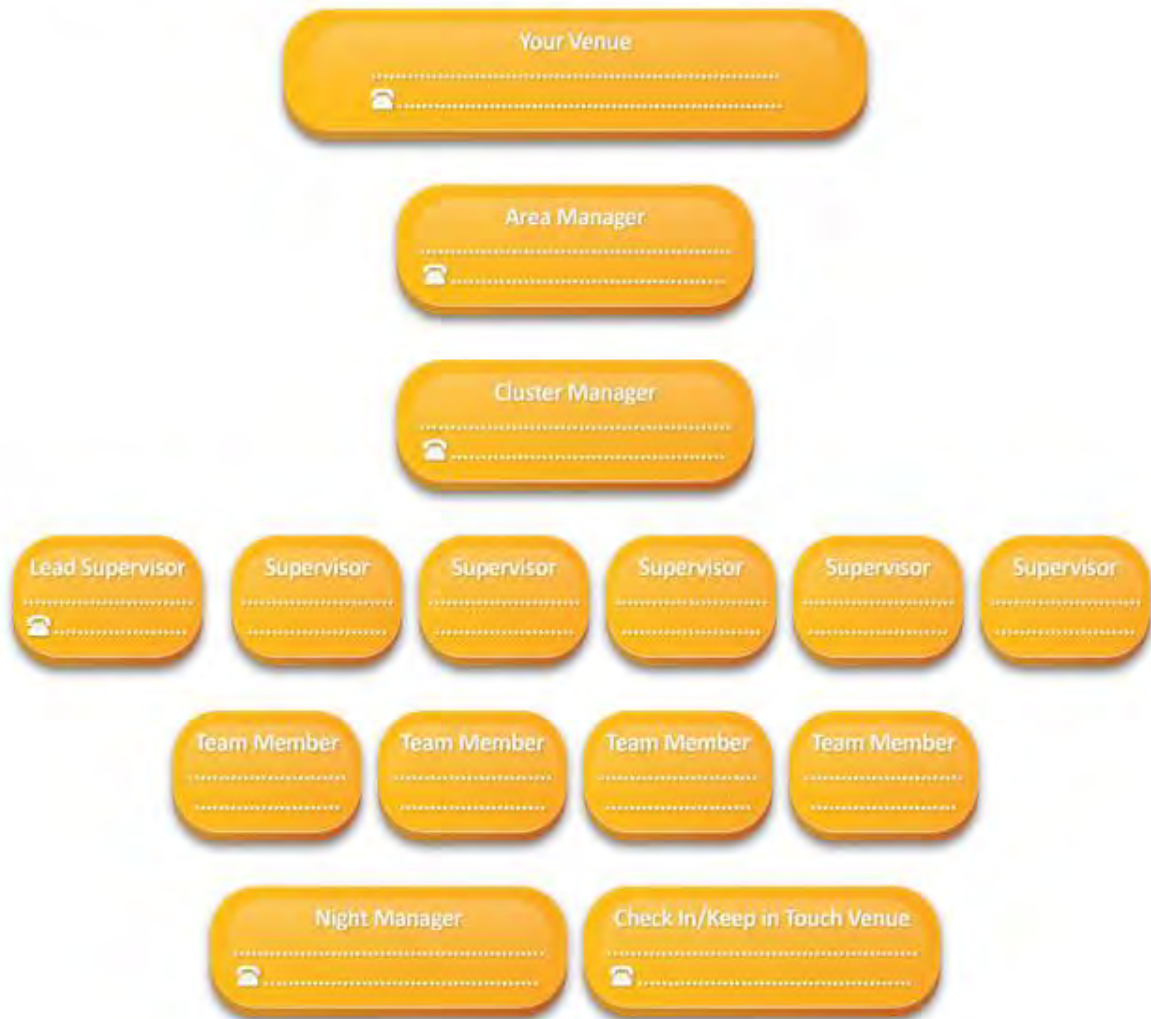 Your Venue
................................................................................
☎ ............................................................................
Area Manager
..............................................................
☎ ......................................................
Cluster Manager
..............................................................
☎ ......................................................
Lead Supervisor Supervisor Supervisor Supervisor Supervisor Supervisor
.................................. .............................. .............................. .............................. .............................. ..............................
☎ ........................... ............................ ............................ ............................ ............................ ............................
Team Member Team Member Team Member Team Member
................................ ................................ ................................ ................................
............................. ............................. ............................. .............................
Night Manager Check In/Keep in Touch Venue
.............................................................. ..............................................................
☎ ...................................................... ☎ ......................................................